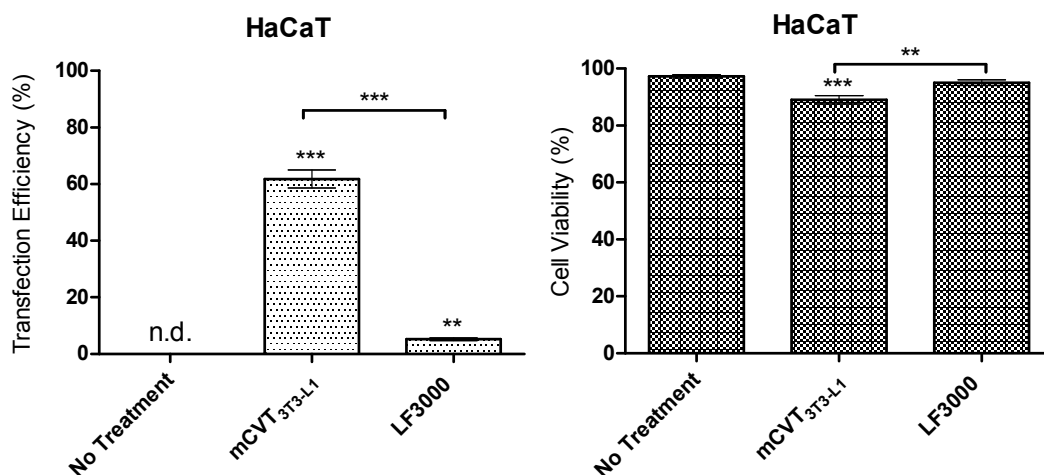 HaCaT
Transfection Efficiency (%)
100
80
60
40
20
0
n.d.
***
***
**
No Treatment
mCVT3T3-L1
LF3000
HaCaT
Cell Viability (%)
100
80
60
40
20
0
***
**
No Treatment
mCVT3T3-L1
LF3000